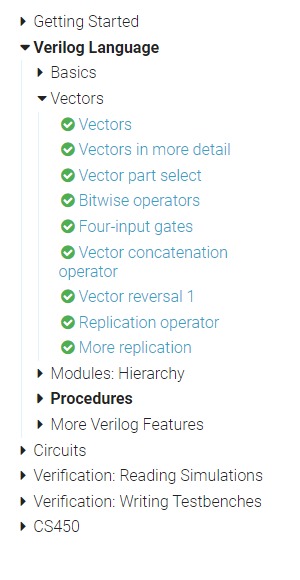 Getting Started
Verilog Language
Basics
Vectors
Vectors
Vectors in more detail
Vector part select
Bitwise operators
Four-input gates
Vector concatenation
operator
Vector reversal 1
Replication operator
More replication
Modules: Hierarchy
Procedures
More Verilog Features
Circuits
Verification: Reading Simulations
Verification: Writing Testbenches
CS450